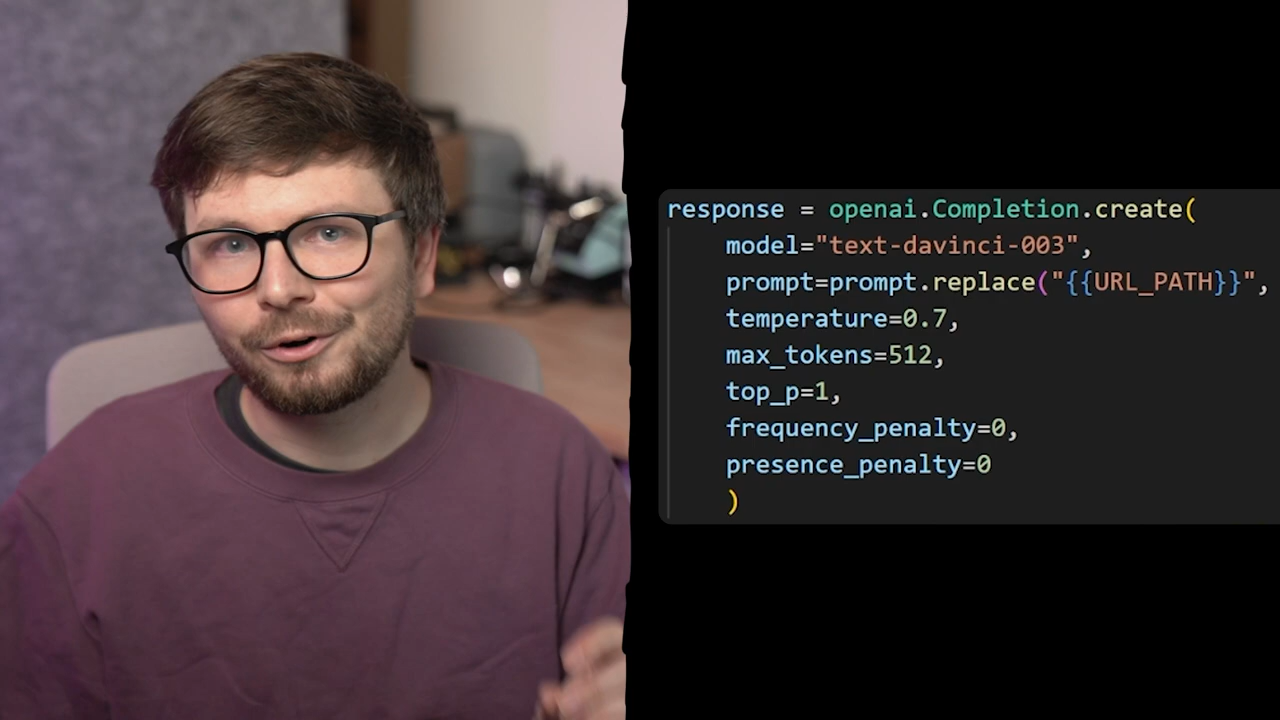 response = openai.Completion.create(
model="text-davinci-003",
prompt=prompt.replace("{{URL_PATH}}",
temperature=0.7,
max_tokens=512,
top_p=1,
frequency_penalty=0,
presence_penalty=0
)